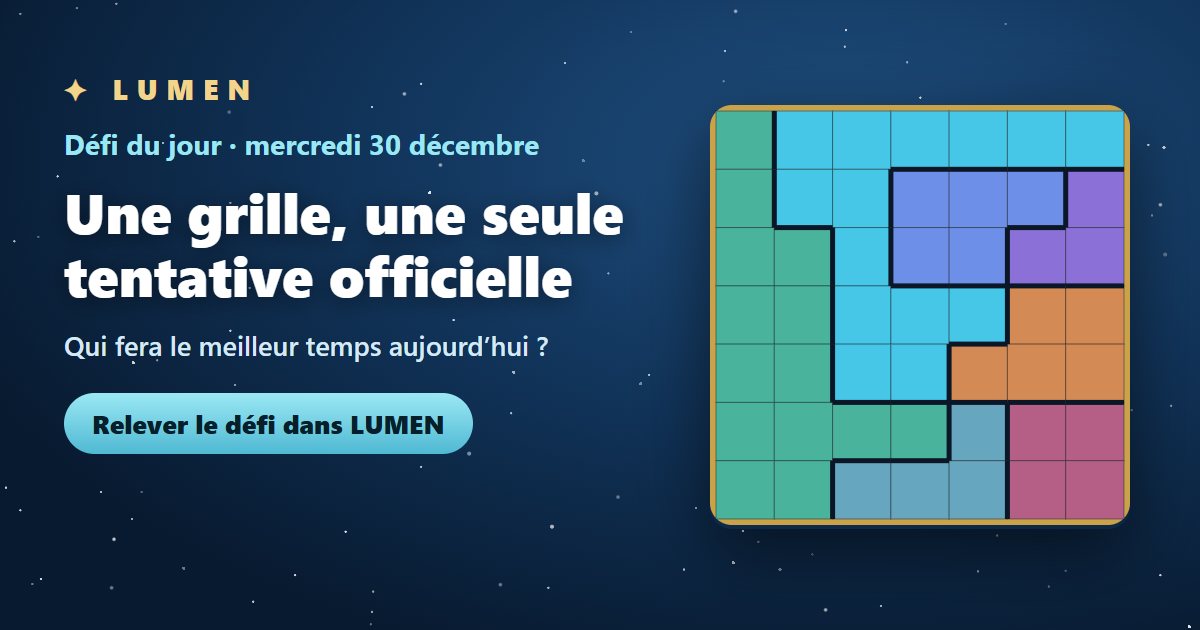 ✦ LUMEN
Défi du jour · mercredi 30 décembre
Une grille, une seule
tentative officielle
Qui fera le meilleur temps aujourd’hui ?
Relever le défi dans LUMEN